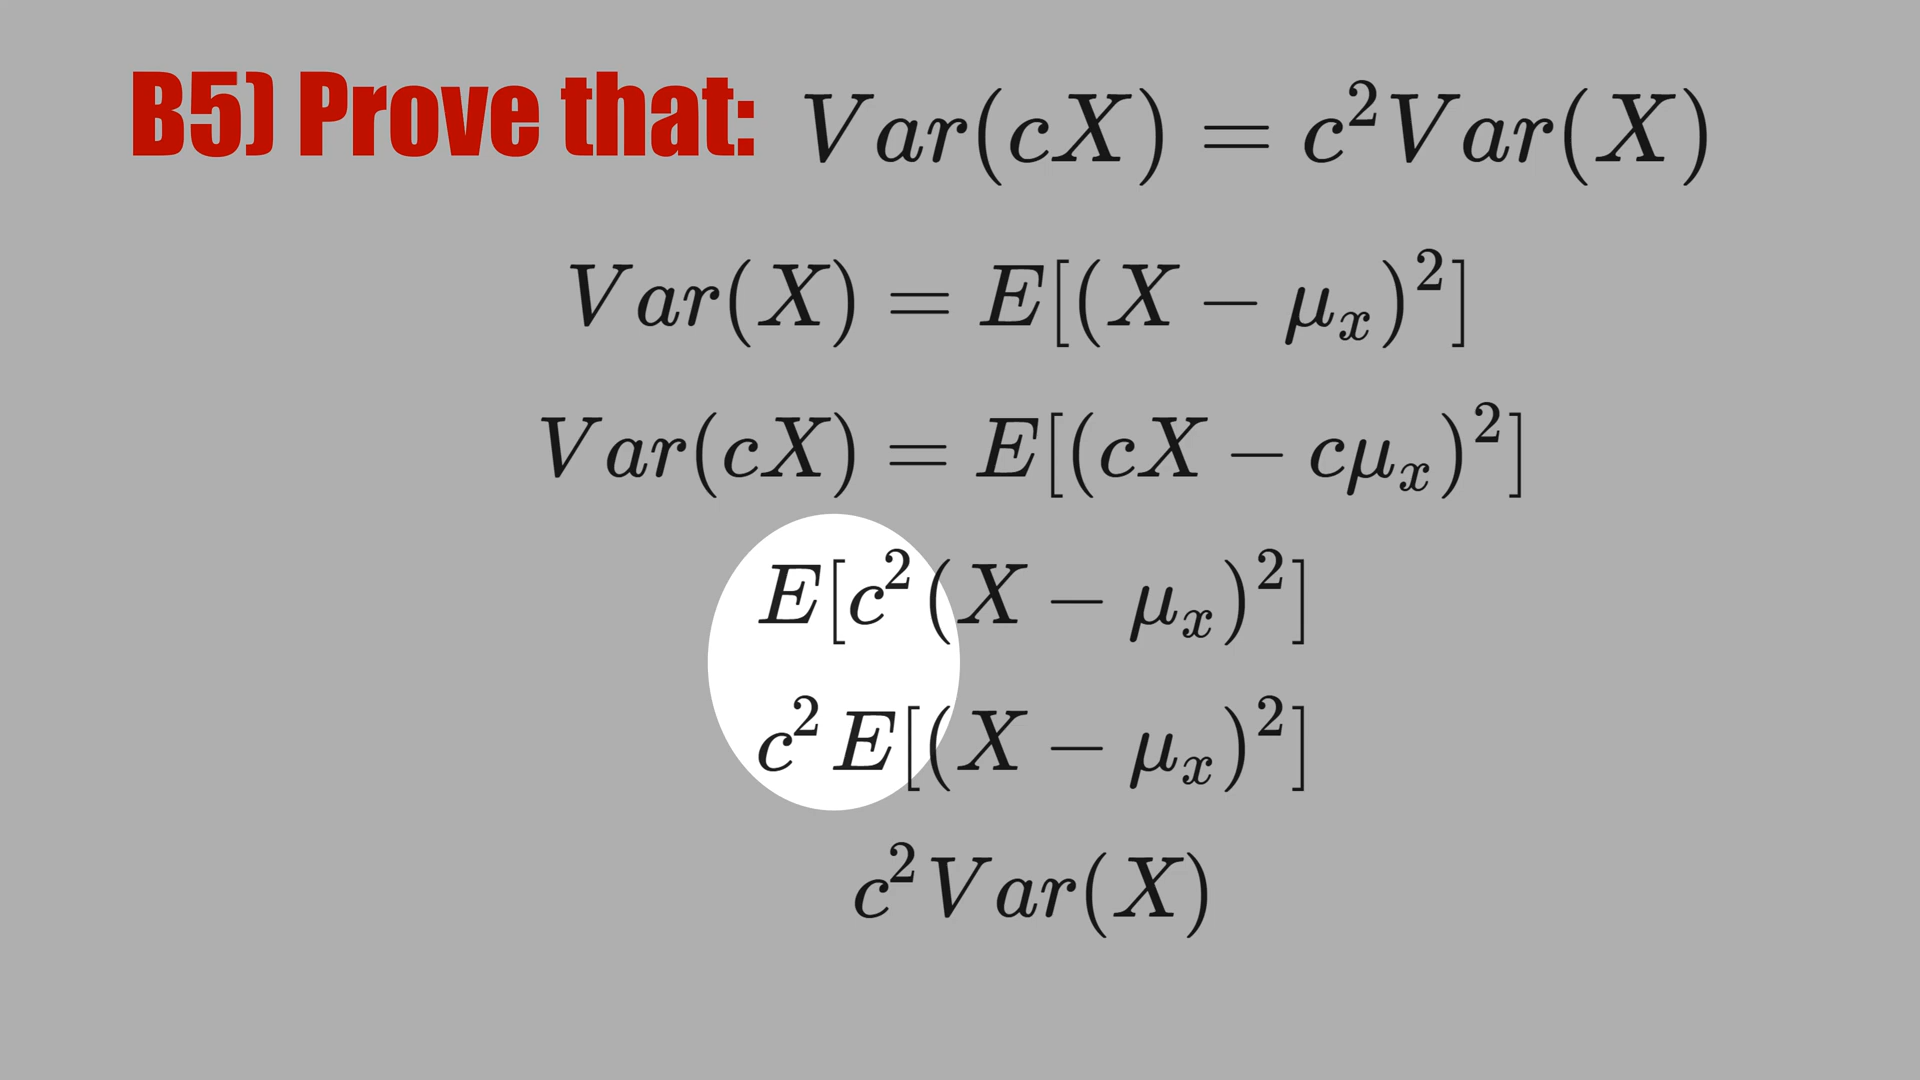 B5) Prove that: Var(cX) = c²Var(X)
Var(X) = E[(X − μₓ)²]
Var(cX) = E[(cX − cμₓ)²]
E[c²(X − μₓ)²]
c²E[(X − μₓ)²]
c²Var(X)